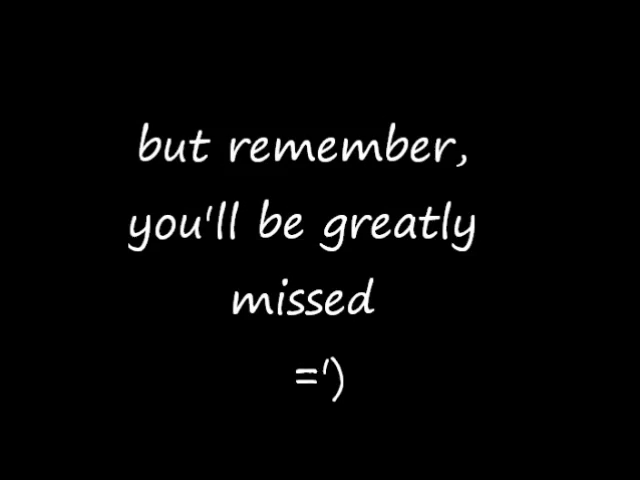 but remember,
you'll be greatly
missed
=')